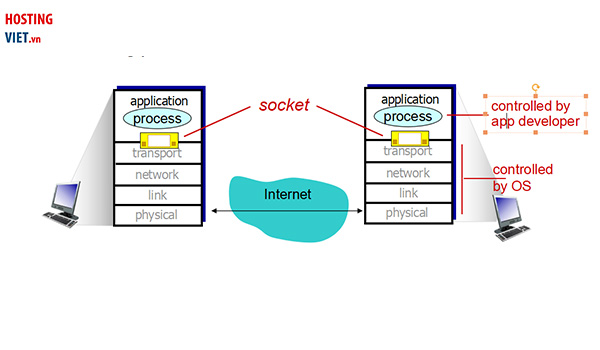 HOSTING
VIET.vn
application
process
transport
network
link
physical
socket
Internet
application
process
transport
network
link
physical
controlled by
app developer
controlled
by OS